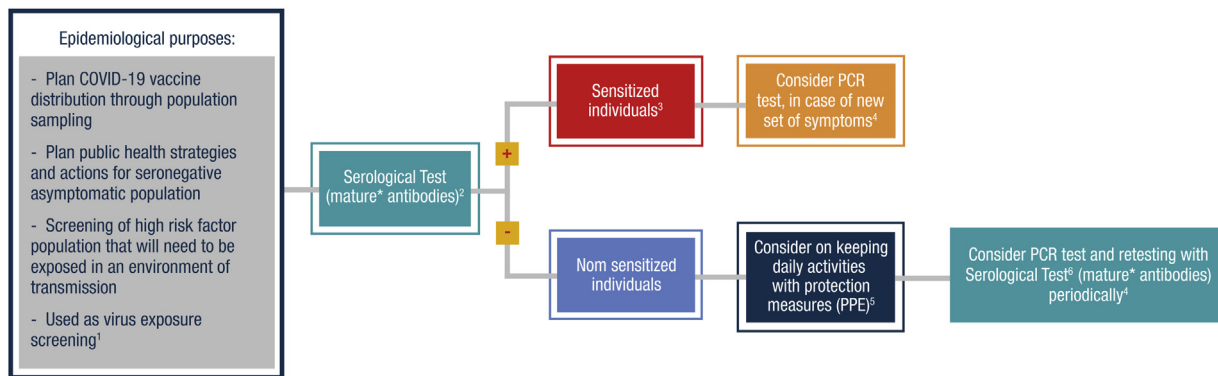 Epidemiological purposes:
- Plan COVID-19 vaccine
distribution through population
sampling
- Plan public health strategies
and actions for seronegative
asymptomatic population
- Screening of high risk factor
population that will need to be
exposed in an environment of
transmission
- Used as virus exposure
screening¹
Serological Test
(mature* antibodies)²
+
Sensitized
individuals³
Consider PCR
test, in case of new
set of symptoms⁴
-
Nom sensitized
individuals
Consider on keeping
daily activities
with protection
measures (PPE)⁵
Consider PCR test and retesting with
Serological Test⁶ (mature* antibodies)
periodically⁴